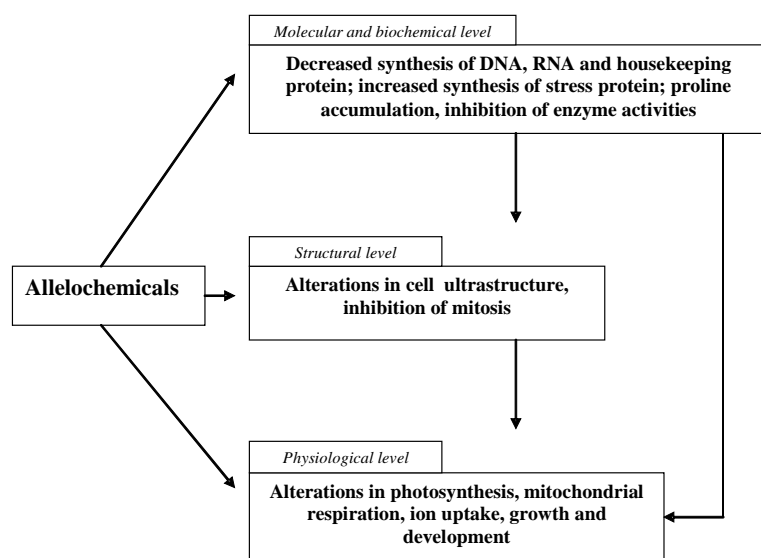 Molecular and biochemical level
Decreased synthesis of DNA, RNA and housekeeping
protein; increased synthesis of stress protein; proline
accumulation, inhibition of enzyme activities
Structural level
Allelochemicals
Alterations in cell ultrastructure,
inhibition of mitosis
Physiological level
Alterations in photosynthesis, mitochondrial
respiration, ion uptake, growth and
development